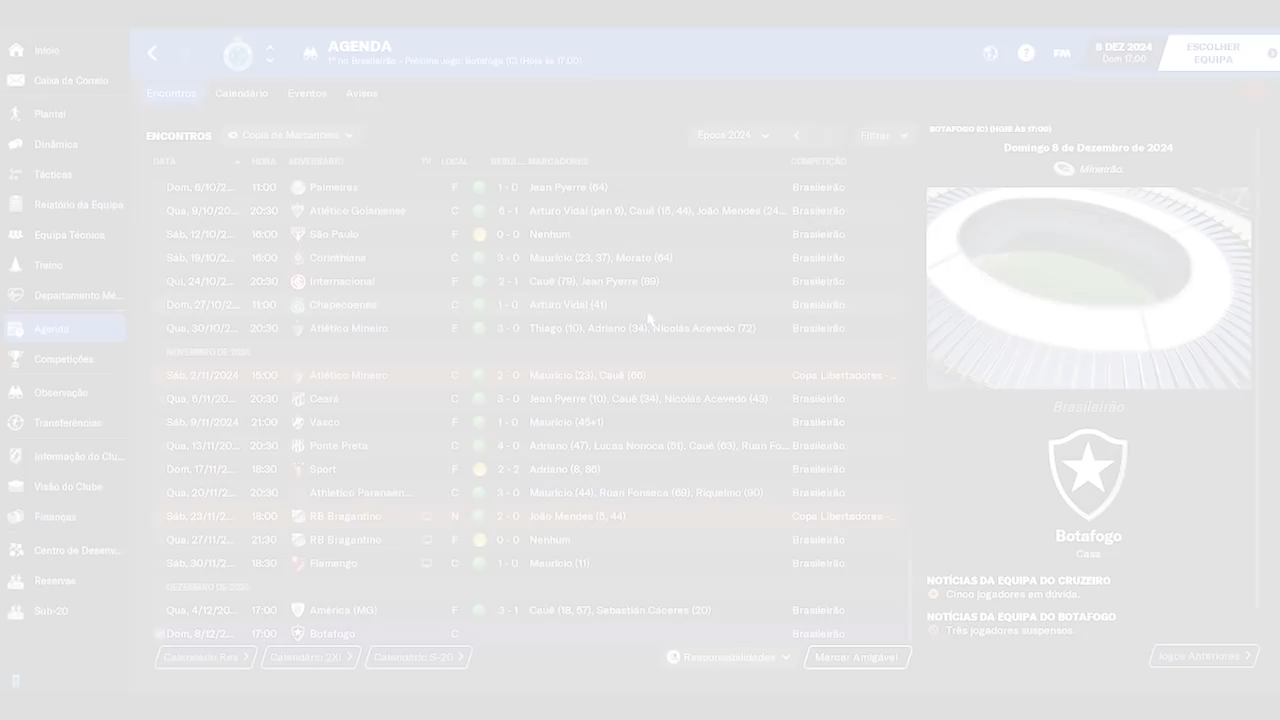 Início
Caixa de Correio
Plantel
Dinâmica
Tácticas
Relatório da Equipa
Equipa Técnica
Treino
Departamento Mé...
Agenda
Competições
Observação
Transferências
Informação do Clu...
Visão do Clube
Finanças
Centro de Desenv...
Reservas
Sub-20
AGENDA
1º no Brasileirão - Próximo Jogo: Botafogo (C) (Hoje às 17:00)
FM
8 DEZ 2024
Dom 17:00
ESCOLHER
EQUIPA
Encontros Calendário Eventos Avisos
ENCONTROS Copia de Marcadores Época 2024 Filtrar
DATA HORA ADVERSÁRIO TV LOCAL RESUL... MARCADORES COMPETIÇÃO
Dom, 6/10/2... 11:00 Palmeiras F 1 - 0 Jean Pyerre (64) Brasileirão
Qua, 9/10/20... 20:30 Atlético Goianiense C 6 - 1 Arturo Vidal (pen 6), Cauê (15, 44), João Mendes (24... Brasileirão
Sáb, 12/10/2... 16:00 São Paulo F 0 - 0 Nenhum Brasileirão
Sáb, 19/10/2... 16:00 Corinthians C 3 - 0 Maurício (23, 37), Morato (64) Brasileirão
Qui, 24/10/2... 20:30 Internacional F 2 - 1 Cauê (79), Jean Pyerre (89) Brasileirão
Dom, 27/10/2... 11:00 Chapecoense C 1 - 0 Arturo Vidal (41) Brasileirão
Qua, 30/10/2... 20:30 Atlético Mineiro F 3 - 0 Thiago (10), Adriano (34), Nicolás Acevedo (72) Brasileirão
NOVEMBRO DE 2024
Sáb, 2/11/2024 15:00 Atlético Mineiro C 2 - 0 Maurício (23), Cauê (66) Copa Libertadores - ...
Qua, 6/11/20... 20:30 Ceará C 3 - 0 Jean Pyerre (10), Cauê (34), Nicolás Acevedo (43) Brasileirão
Sáb, 9/11/2024 21:00 Vasco F 1 - 0 Maurício (45+1) Brasileirão
Qua, 13/11/20... 20:30 Ponte Preta C 4 - 0 Adriano (47), Lucas Nonoca (51), Cauê (63), Ruan Fo... Brasileirão
Dom, 17/11/2... 18:30 Sport F 2 - 2 Adriano (8, 86) Brasileirão
Qua, 20/11/2... 20:30 Athletico Paranaen... C 3 - 0 Maurício (44), Ruan Fonseca (69), Riquelmo (90) Brasileirão
Sáb, 23/11/2... 18:00 RB Bragantino N 2 - 0 João Mendes (5, 44) Copa Libertadores - ...
Qua, 27/11/2... 21:30 RB Bragantino F 0 - 0 Nenhum Brasileirão
Sáb, 30/11/2... 18:30 Flamengo C 1 - 0 Maurício (11) Brasileirão
DEZEMBRO DE 2024
Qua, 4/12/20... 17:00 América (MG) F 3 - 1 Cauê (18, 57), Sebastián Cáceres (20) Brasileirão
Dom, 8/12/2... 17:00 Botafogo C Brasileirão
Calendário Res Calendário 2XI Calendário S-20 Responsabilidades Marcar Amigável
BOTAFOGO (C) (HOJE ÀS 17:00)
Domingo 8 de Dezembro de 2024
Mineirão
Brasileirão
Botafogo
Casa
NOTÍCIAS DA EQUIPA DO CRUZEIRO
Cinco jogadores em dúvida.
NOTÍCIAS DA EQUIPA DO BOTAFOGO
Três jogadores suspensos.
Jogos Anteriores